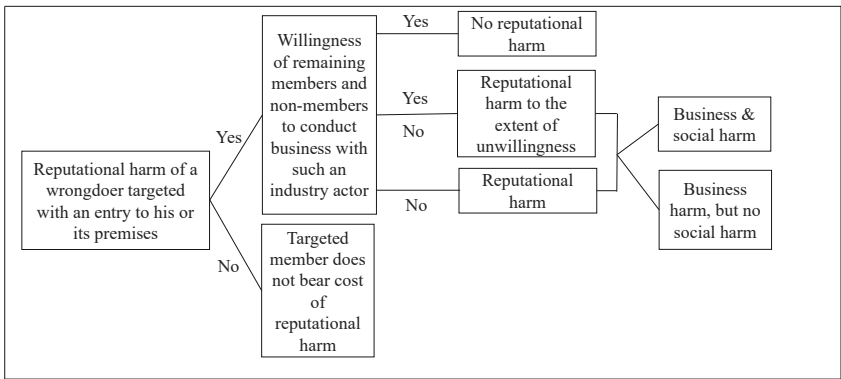 Reputational harm of a
wrongdoer targeted
with an entry to his or
its premises
Yes
No
Willingness
of remaining
members and
non-members
to conduct
business with
such an
industry actor
Targeted
member does
not bear cost
of
reputational
harm
Yes
Yes
No
No
No reputational
harm
Reputational
harm to the
extent of
unwillingness
Reputational
harm
Business &
social harm
Business
harm, but no
social harm